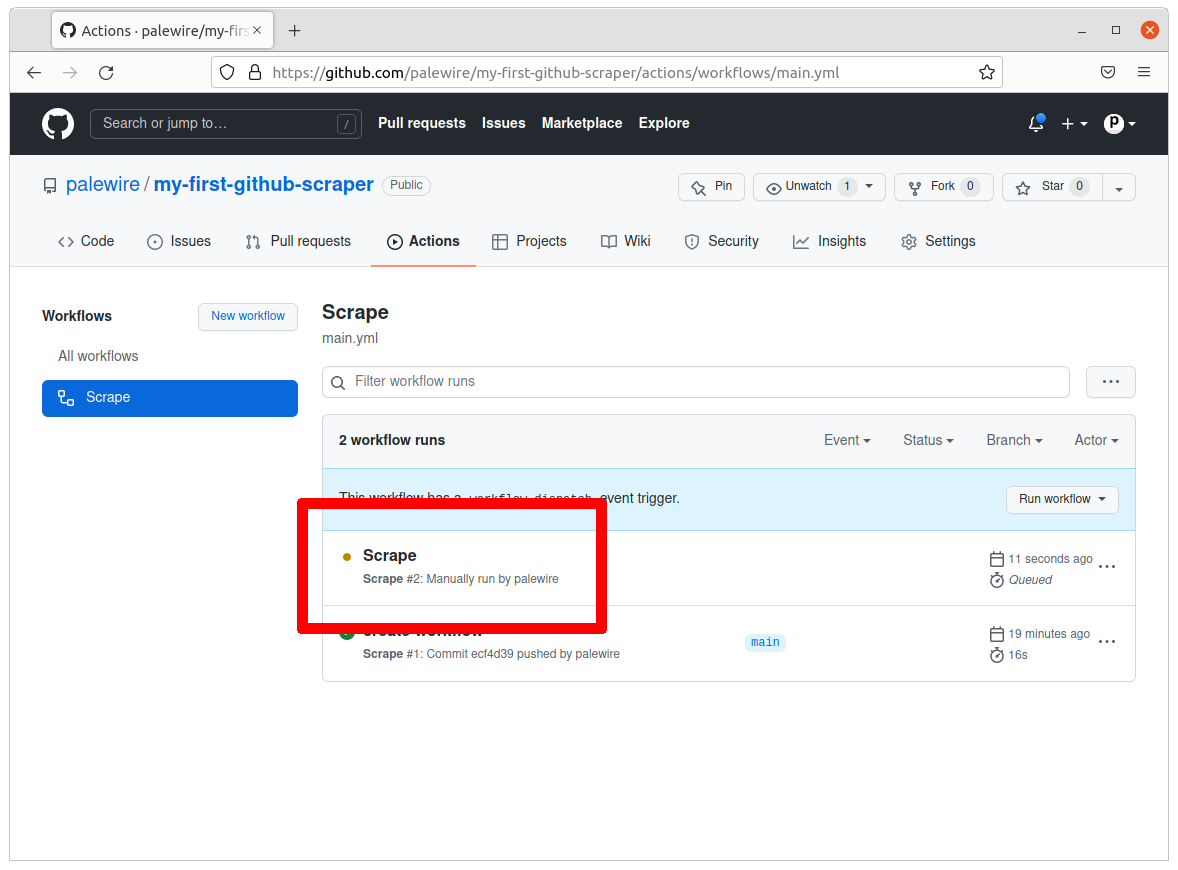 Actions · palewire/my-firs
https://github.com/palewire/my-first-github-scraper/actions/workflows/main.yml
Search or jump to… / Pull requests Issues Marketplace Explore
palewire / my-first-github-scraper Public Pin Unwatch 1 Fork 0 Star 0
Code Issues Pull requests Actions Projects Wiki Security Insights Settings
Workflows New workflow
All workflows
Scrape
Scrape
main.yml
Filter workflow runs
2 workflow runs Event Status Branch Actor
This workflow has a workflow_dispatch event trigger. Run workflow
Scrape 11 seconds ago
Scrape #2: Manually run by palewire Queued
create workflow main 19 minutes ago
Scrape #1: Commit ecf4d39 pushed by palewire 16s